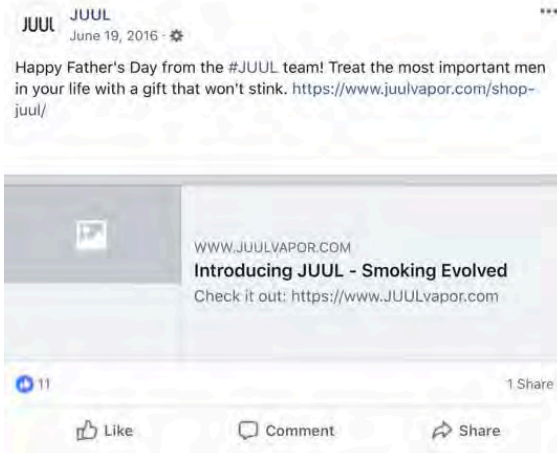 JUUL
JUUL
June 19, 2016 ·
Happy Father's Day from the #JUUL team! Treat the most important men
in your life with a gift that won't stink. https://www.juulvapor.com/shop-
juul/
WWW.JUULVAPOR.COM
Introducing JUUL - Smoking Evolved
Check it out: https://www.JUULvapor.com
11
1 Share
Like
Comment
Share